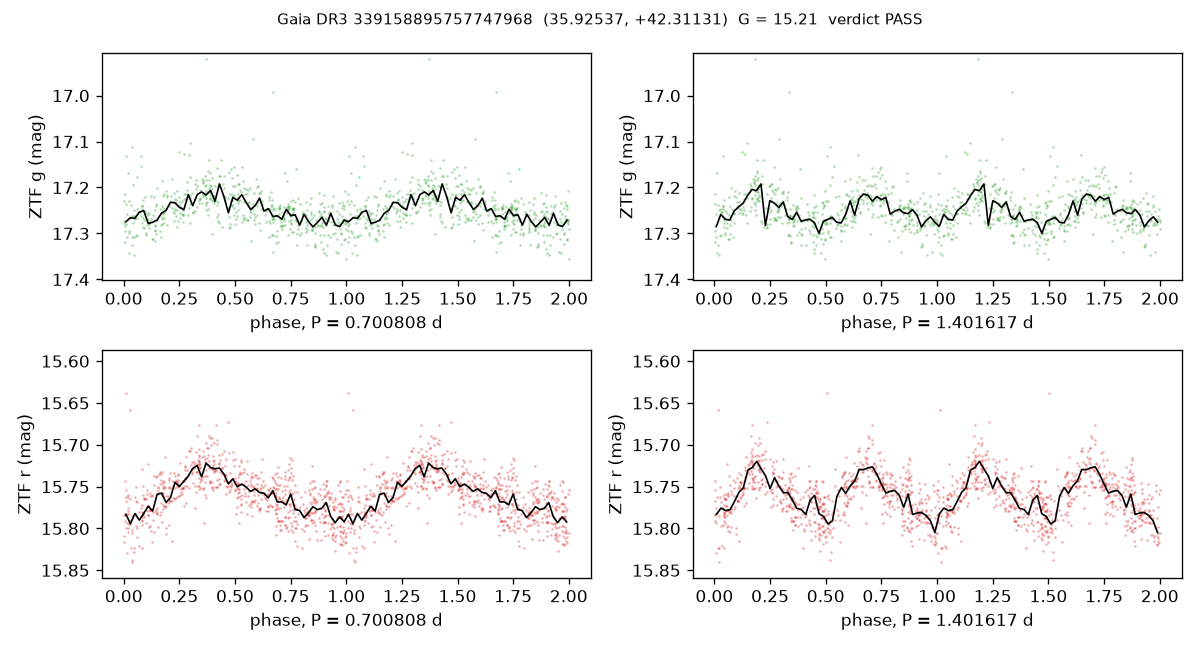 Gaia DR3 339158895757747968  (35.92537, +42.31131)  G = 15.21  verdict PASS
ZTF g (mag)
17.0
17.1
17.2
17.3
17.4
0.00 0.25 0.50 0.75 1.00 1.25 1.50 1.75 2.00
phase, P = 0.700808 d
ZTF g (mag)
17.0
17.1
17.2
17.3
17.4
0.00 0.25 0.50 0.75 1.00 1.25 1.50 1.75 2.00
phase, P = 1.401617 d
ZTF r (mag)
15.60
15.65
15.70
15.75
15.80
15.85
0.00 0.25 0.50 0.75 1.00 1.25 1.50 1.75 2.00
phase, P = 0.700808 d
ZTF r (mag)
15.60
15.65
15.70
15.75
15.80
15.85
0.00 0.25 0.50 0.75 1.00 1.25 1.50 1.75 2.00
phase, P = 1.401617 d